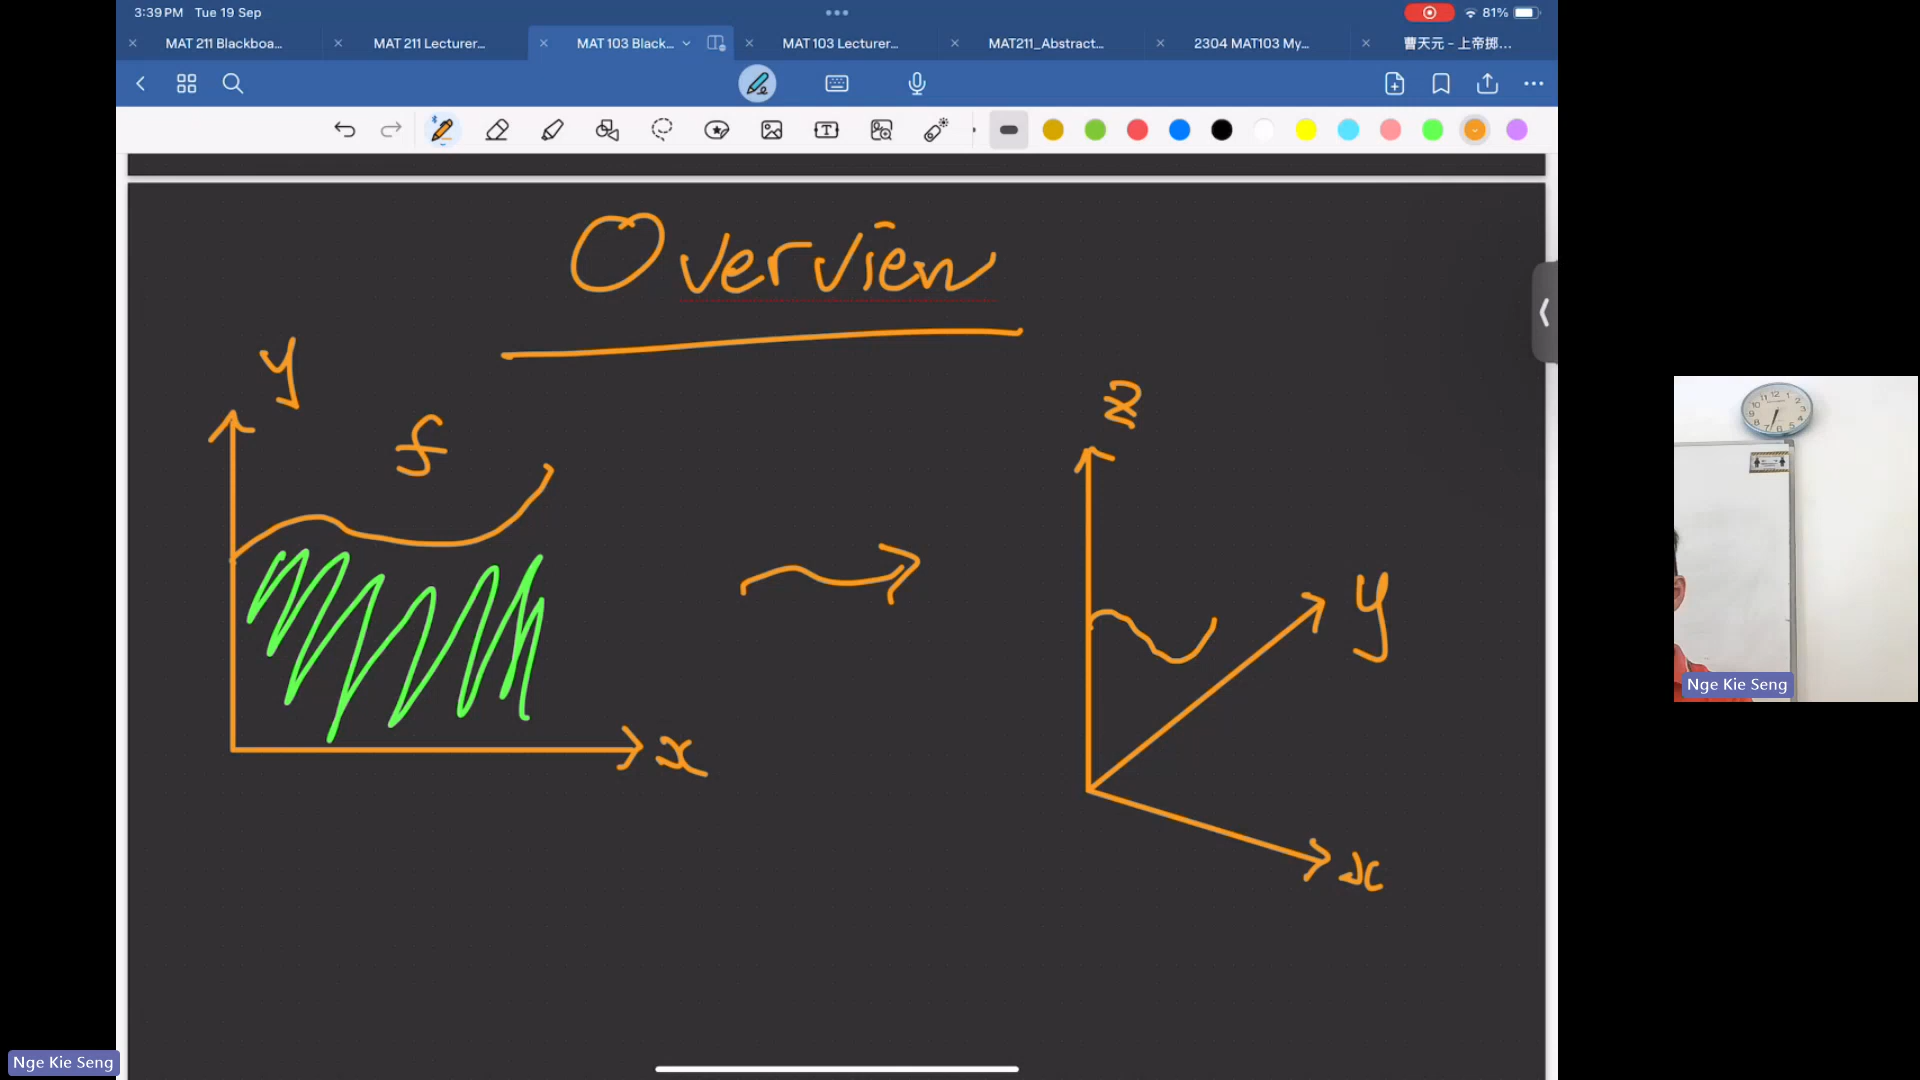 3:39 PM Tue 19 Sep
81%
MAT 211 Blackboa...
MAT 211 Lecturer...
MAT 103 Black...
MAT 103 Lecturer...
MAT211_Abstract...
2304 MAT103 My...
曹天元 - 上帝掷...
T
Overview
y
f
x
z
y
x
Nge Kie Seng
Nge Kie Seng